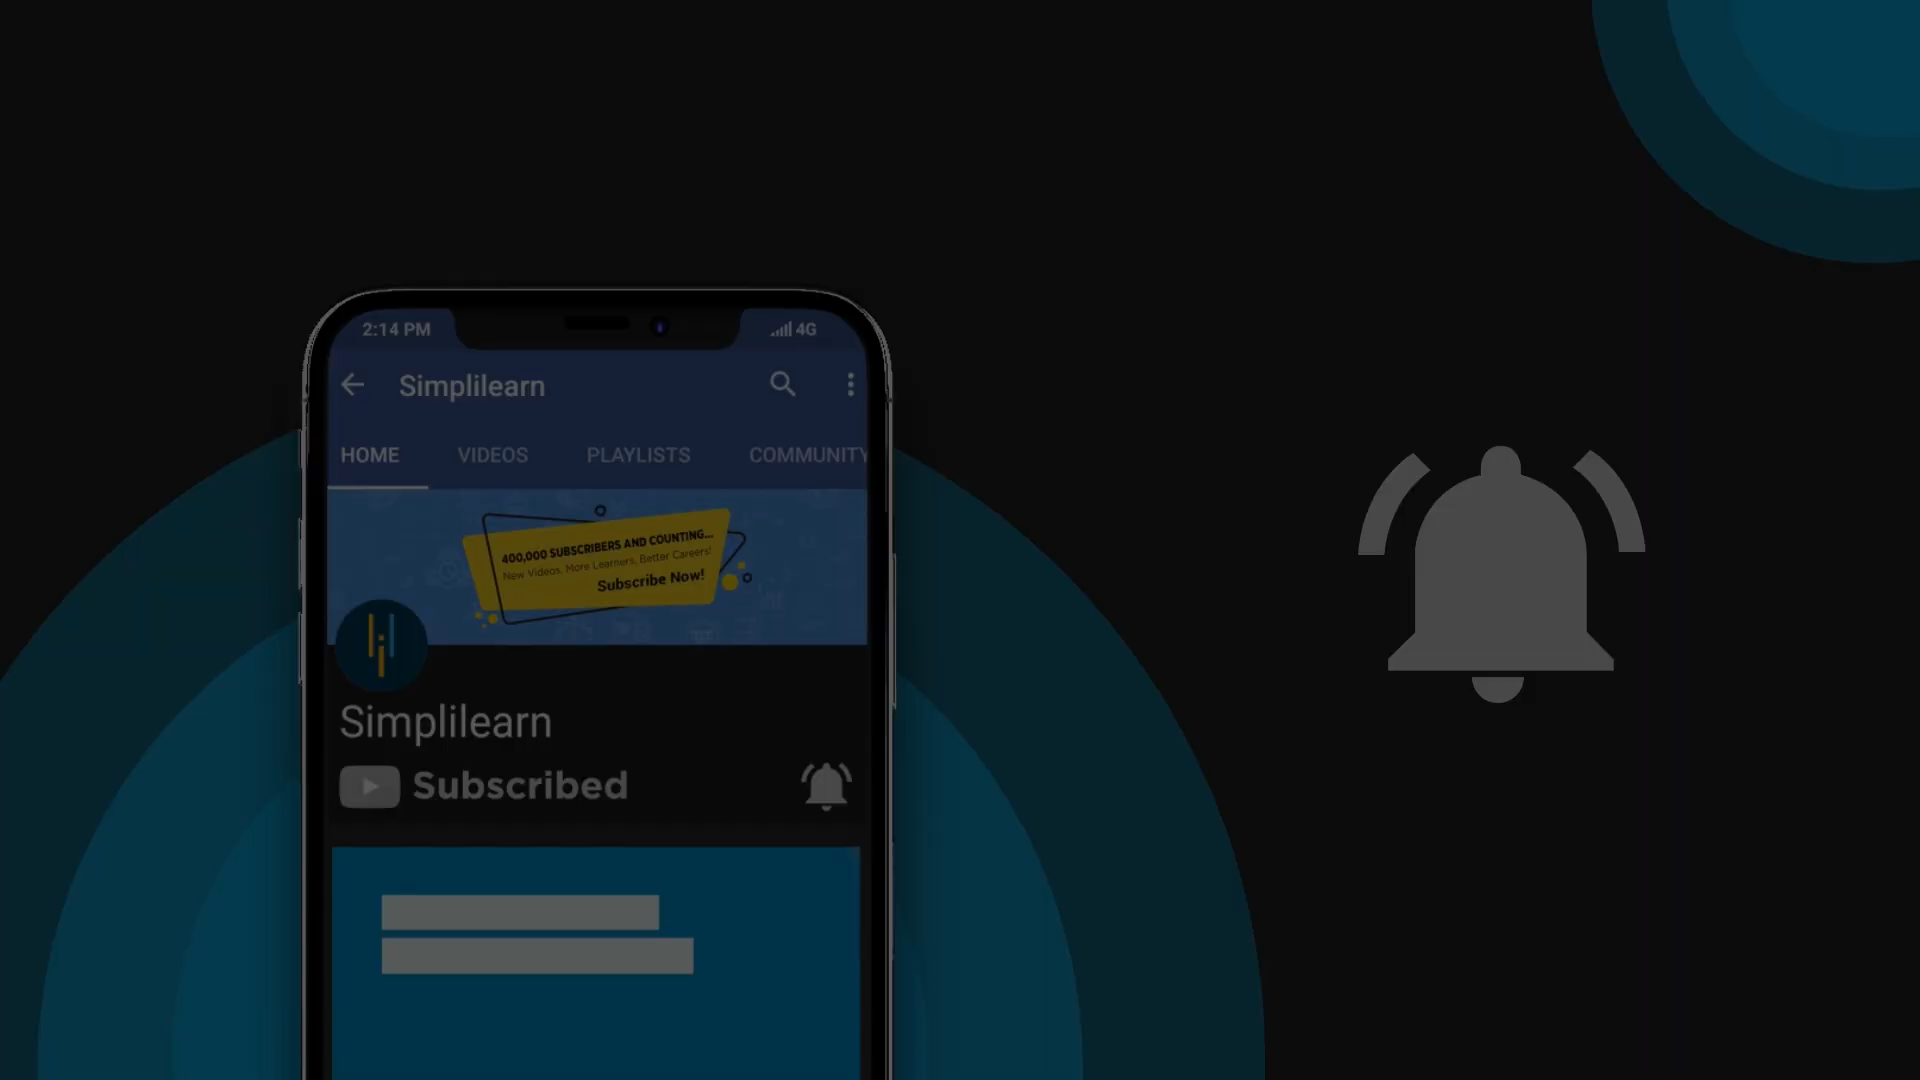 2:14 PM
4G
Simplilearn
HOME
VIDEOS
PLAYLISTS
COMMUNITY
400,000 SUBSCRIBERS AND COUNTING...
New Videos, More Learners, Better Careers!
Subscribe Now!
Simplilearn
Subscribed